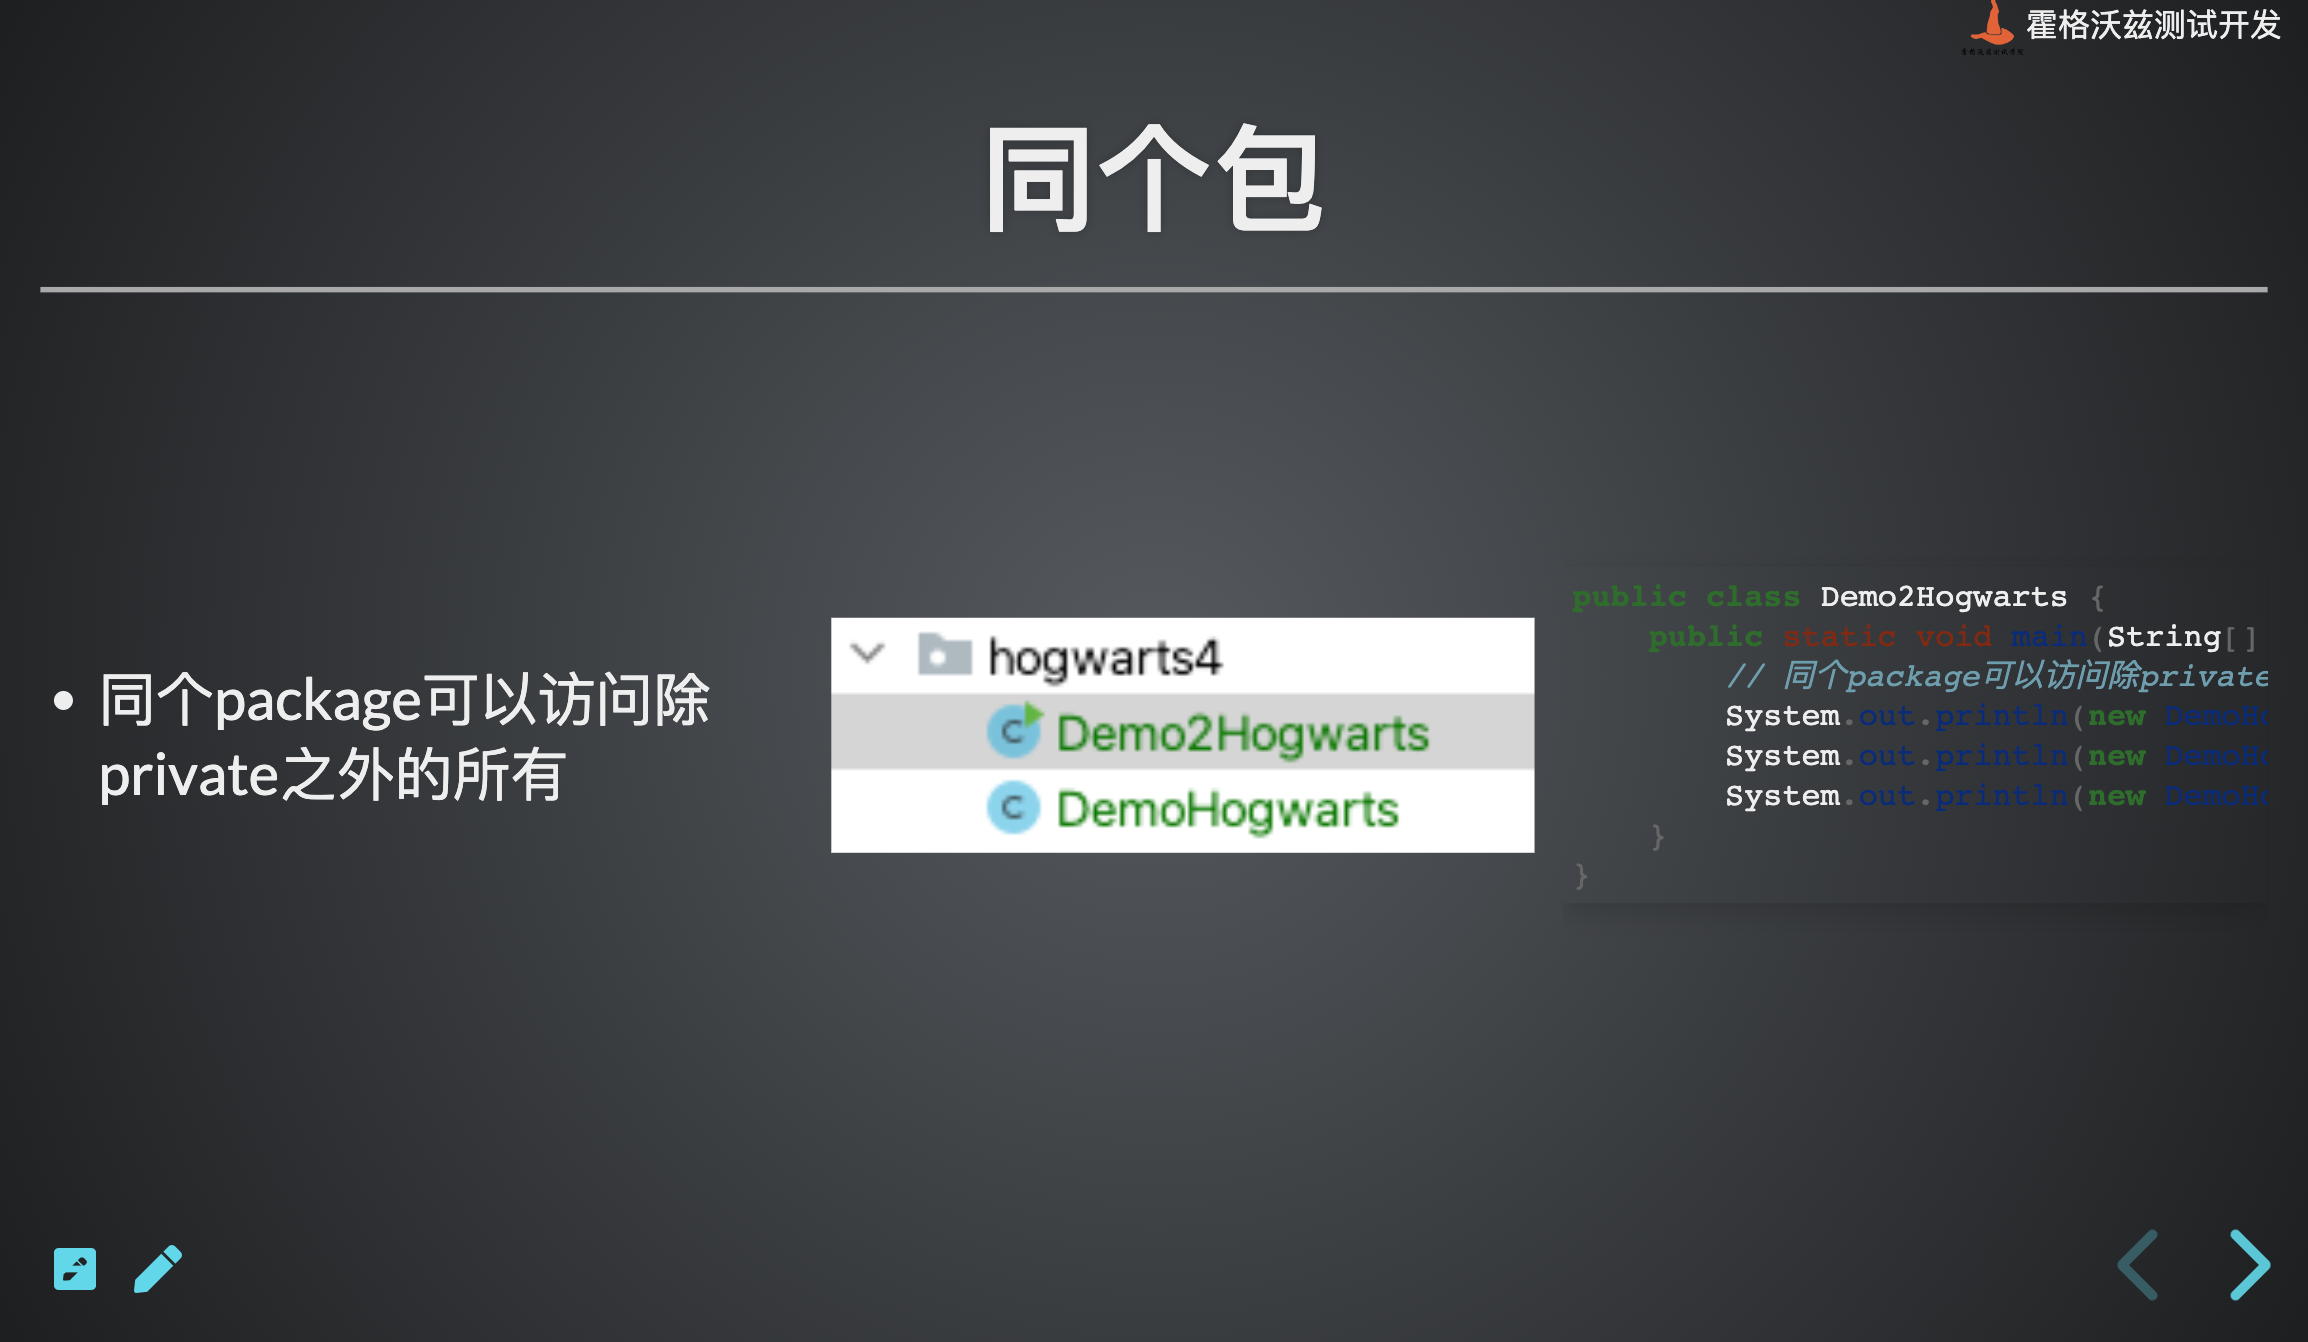 霍格沃兹测试开发
同个包
同个package可以访问除
private之外的所有
hogwarts4
Demo2Hogwarts
DemoHogwarts
public class Demo2Hogwarts {
public static void main(String[]
// 同个package可以访问除private
System.out.println(new DemoHo
System.out.println(new DemoHo
System.out.println(new DemoHo
}
}